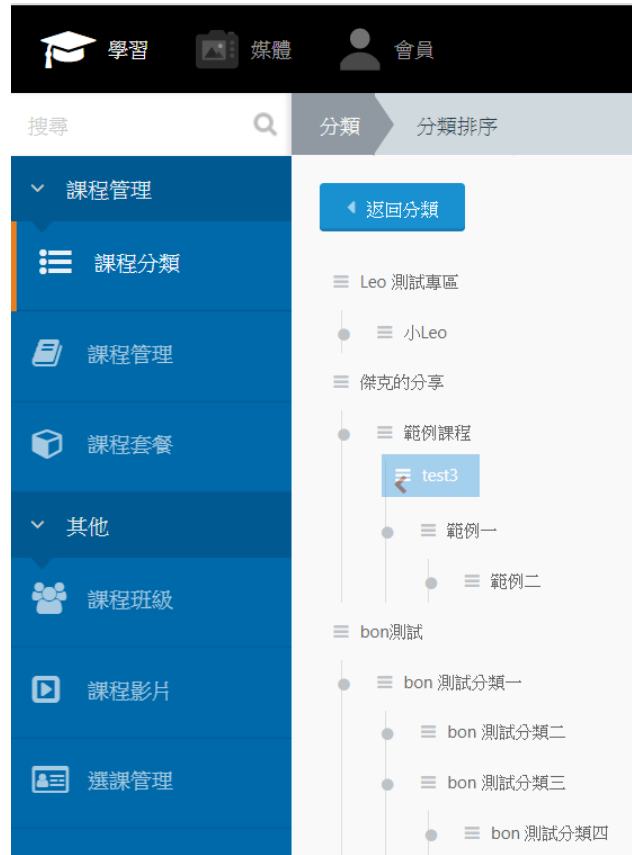 學習
媒體
會員
搜尋
分類
分類排序
課程管理
返回分類
課程分類
Leo 測試專區
小Leo
課程管理
傑克的分享
範例課程
課程套餐
test3
其他
範例一
範例二
課程班級
bon測試
bon 測試分類一
課程影片
bon 測試分類二
選課管理
bon 測試分類三
bon 測試分類四